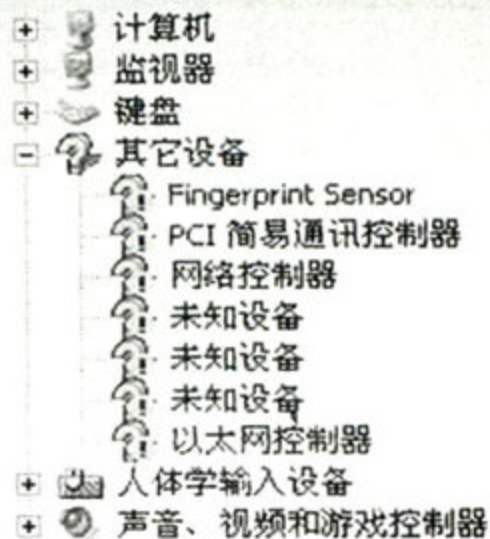 计算机
监视器
键盘
其它设备
Fingerprint Sensor
PCI 简易通讯控制器
网络控制器
未知设备
未知设备
未知设备
以太网控制器
人体学输入设备
声音、视频和游戏控制器